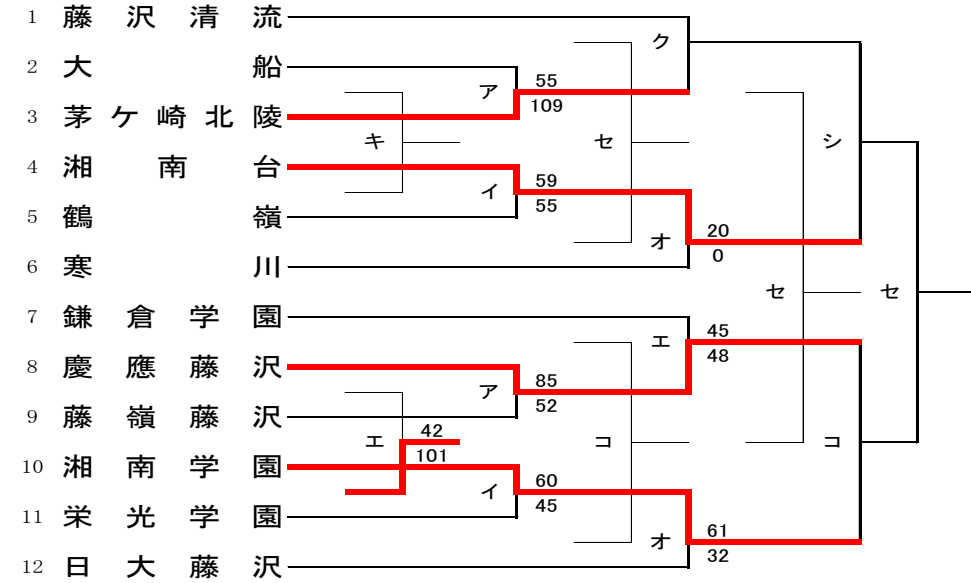 1 藤沢清流
ク
2 大船
55
ア
109
3 茅ケ崎北陵
キ
セ
シ
4 湘南台
59
イ
55
5 鶴嶺
20
オ
0
6 寒川
セ
セ
7 鎌倉学園
45
エ
48
8 慶應藤沢
85
ア
52
9 藤嶺藤沢
42
エ
101
コ
コ
10 湘南学園
60
イ
45
11 栄光学園
61
オ
32
12 日大藤沢